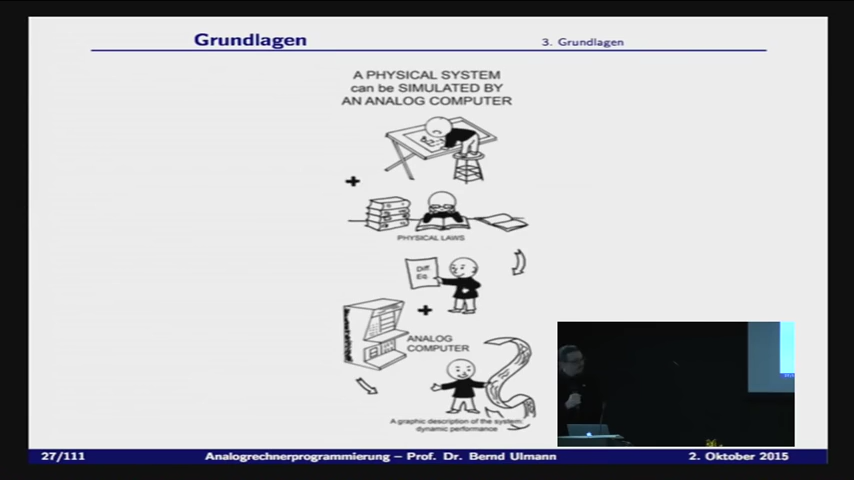 Grundlagen
3. Grundlagen
A PHYSICAL SYSTEM
can be SIMULATED BY
AN ANALOG COMPUTER
+
PHYSICAL LAWS
Diff.
Eq.
+
ANALOG
COMPUTER
A graphic description of the system:
dynamic performance
27/111
Analogrechnerprogrammierung – Prof. Dr. Bernd Ulmann
2. Oktober 2015